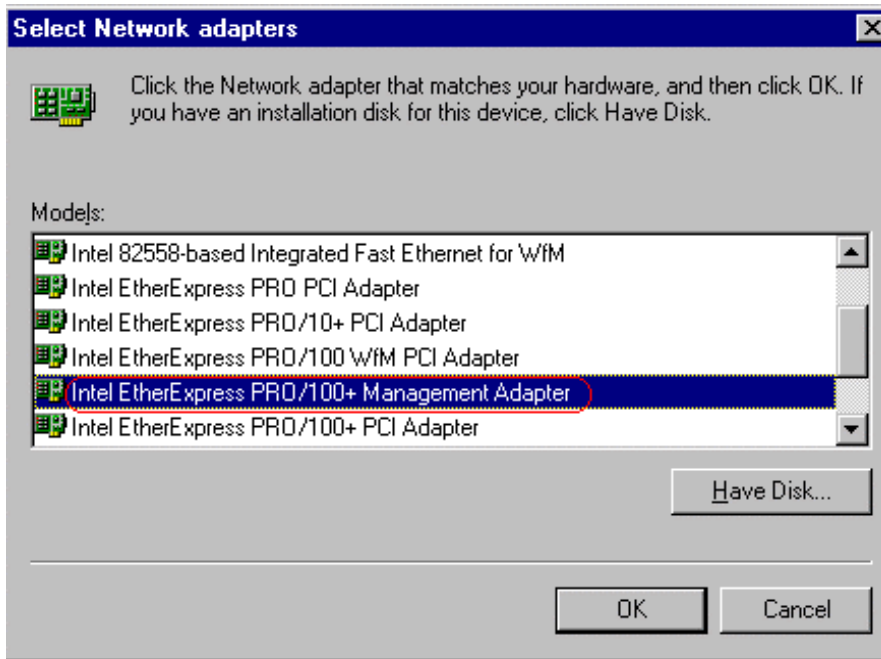 Select Network adapters
Click the Network adapter that matches your hardware, and then click OK. If
you have an installation disk for this device, click Have Disk.
Models:
Intel 82558-based Integrated Fast Ethernet for WfM
Intel EtherExpress PRO PCI Adapter
Intel EtherExpress PRO/10+ PCI Adapter
Intel EtherExpress PRO/100 WfM PCI Adapter
Intel EtherExpress PRO/100+ Management Adapter
Intel EtherExpress PRO/100+ PCI Adapter
Have Disk...
OK
Cancel